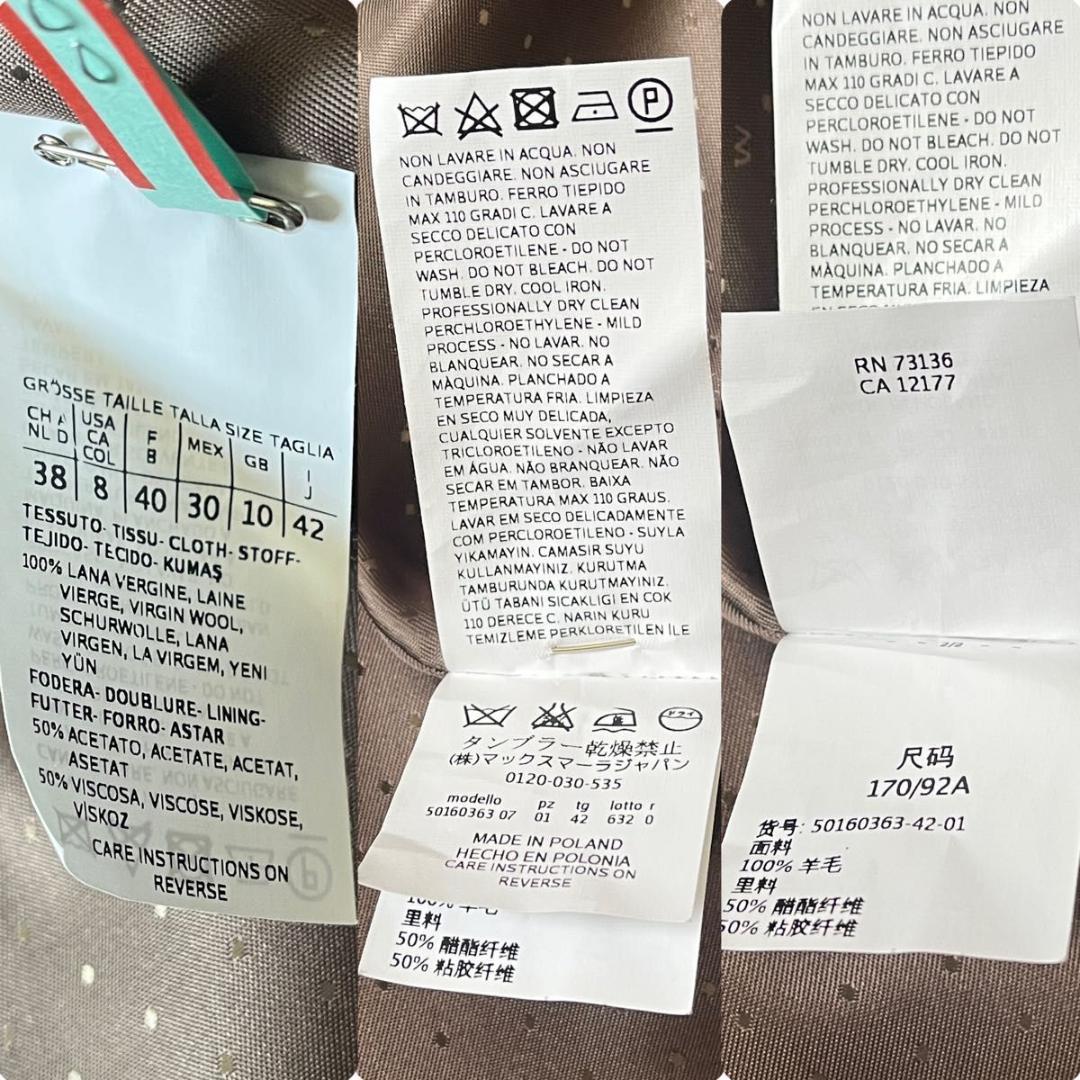 GRÖSSE TAILLE TALLA SIZE TAGLIA
CH A
NL D
USA
CA
COL
F
B
MEX
GB
I
J
38 8 40 30 10 42
TESSUTO- TISSU- CLOTH- STOFF-
TEJIDO- TECIDO- KUMAŞ
100% LANA VERGINE, LAINE
VIERGE, VIRGIN WOOL,
SCHURWOLLE, LANA
VIRGEN, LA VIRGEM, YENI
YÜN
FODERA- DOUBLURE- LINING-
FUTTER- FORRO- ASTAR
50% ACETATO, ACETATE, ACETAT,
ASETAT
50% VISCOSA, VISCOSE, VISKOSE,
VISKOZ
CARE INSTRUCTIONS ON
REVERSE
P
NON LAVARE IN ACQUA. NON
CANDEGGIARE. NON ASCIUGARE
IN TAMBURO. FERRO TIEPIDO
MAX 110 GRADI C. LAVARE A
SECCO DELICATO CON
PERCLOROETILENE - DO NOT
WASH. DO NOT BLEACH. DO NOT
TUMBLE DRY. COOL IRON.
PROFESSIONALLY DRY CLEAN
PERCHLOROETHYLENE - MILD
PROCESS - NO LAVAR. NO
BLANQUEAR. NO SECAR A
MÀQUINA. PLANCHADO A
TEMPERATURA FRIA. LIMPIEZA
EN SECO MUY DELICADA,
CUALQUIER SOLVENTE EXCEPTO
TRICLOROETILENO - NÃO LAVAR
EM ÁGUA. NÃO BRANQUEAR. NÃO
SECAR EM TAMBOR. BAIXA
TEMPERATURA MAX 110 GRAUS.
LAVAR EM SECO DELICADAMENTE
COM PERCLOROETILENO - SUYLA
YIKAMAYIN. CAMASIR SUYU
KULLANMAYINIZ. KURUTMA
TAMBURUNDA KURUTMAYINIZ.
ÜTÜ TABANI SICAKLIGI EN COK
110 DERECE C. NARIN KURU
TEMIZLEME PERKLORETILEN İLE
ドライ
タンブラー乾燥禁止
(株)マックスマーラジャパン
0120-030-535
modello pz tg lotto r
50160363 07 01 42 632 0
MADE IN POLAND
HECHO EN POLONIA
CARE INSTRUCTIONS ON
REVERSE
100% 羊毛
里料
50% 醋酯纤维
50% 粘胶纤维
NON LAVARE IN ACQUA. NON
CANDEGGIARE. NON ASCIUGARE
IN TAMBURO. FERRO TIEPIDO
MAX 110 GRADI C. LAVARE A
SECCO DELICATO CON
PERCLOROETILENE - DO NOT
WASH. DO NOT BLEACH. DO NOT
TUMBLE DRY. COOL IRON.
PROFESSIONALLY DRY CLEAN
PERCHLOROETHYLENE - MILD
PROCESS - NO LAVAR. NO
BLANQUEAR. NO SECAR A
MÀQUINA. PLANCHADO A
TEMPERATURA FRIA. LIMPIEZA
RN 73136
CA 12177
尺码
170/92A
货号: 50160363-42-01
面料
100% 羊毛
里料
50% 醋酯纤维
50% 粘胶纤维